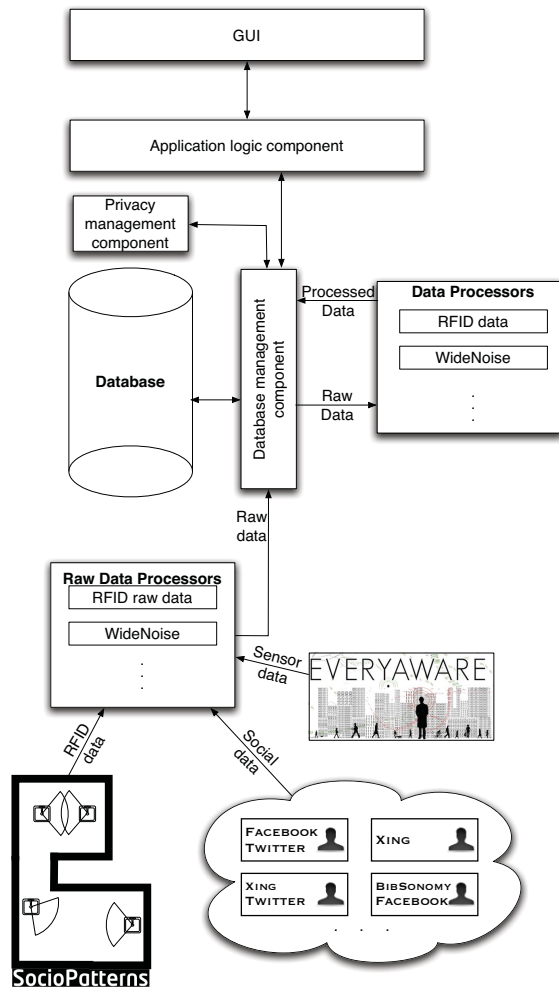 GUI
Application logic component
Privacy
management
component
Database
Database management
component
Processed
Data
Raw
Data
Data Processors
RFID data
WideNoise
. . .
Raw
data
Raw Data Processors
RFID raw data
WideNoise
. . .
Sensor
data
EVERYAWARE
RFID
data
Social
data
FACEBOOK
TWITTER
XING
XING
TWITTER
BIBSONOMY
FACEBOOK
. . .
SocioPatterns